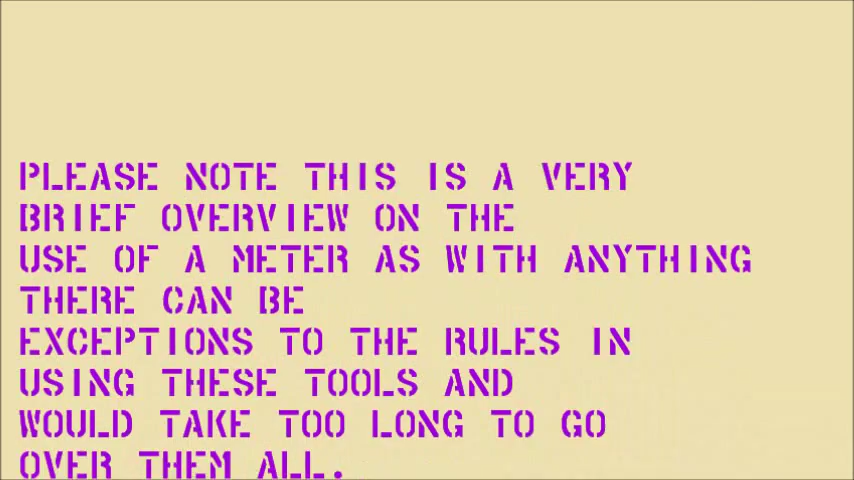 PLEASE NOTE THIS IS A VERY
BRIEF OVERVIEW ON THE
USE OF A METER AS WITH ANYTHING
THERE CAN BE
EXCEPTIONS TO THE RULES IN
USING THESE TOOLS AND
WOULD TAKE TOO LONG TO GO
OVER THEM ALL.